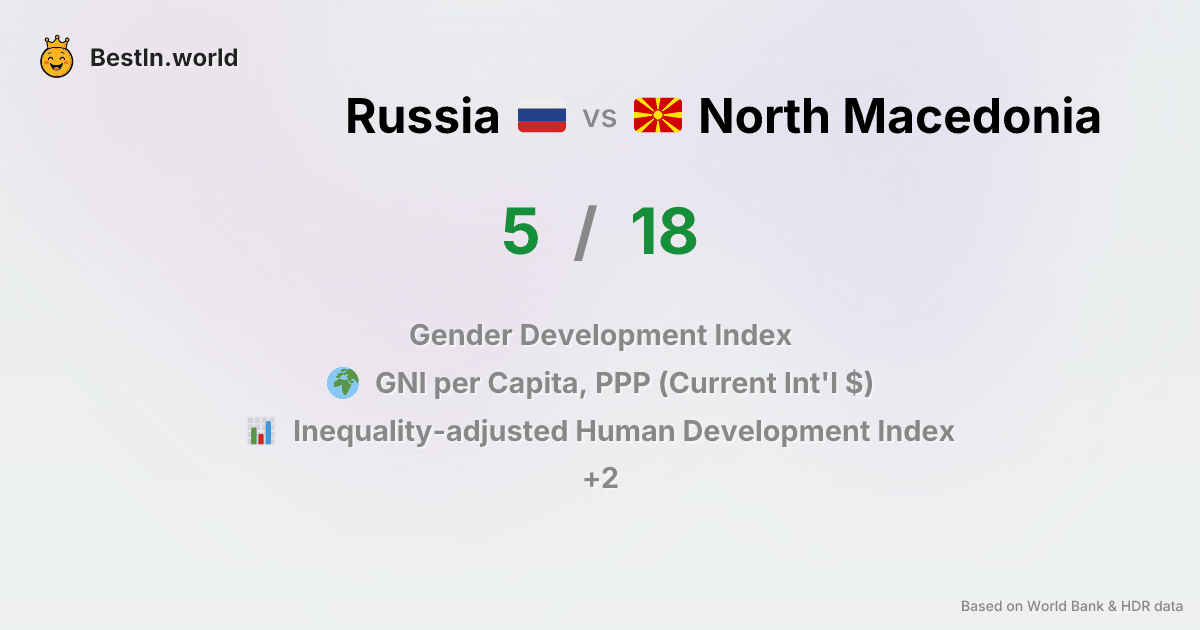 BestIn.world
Russia vs North Macedonia
5 / 18
Gender Development Index
GNI per Capita, PPP (Current Int'l $)
Inequality-adjusted Human Development Index
+2
Based on World Bank & HDR data